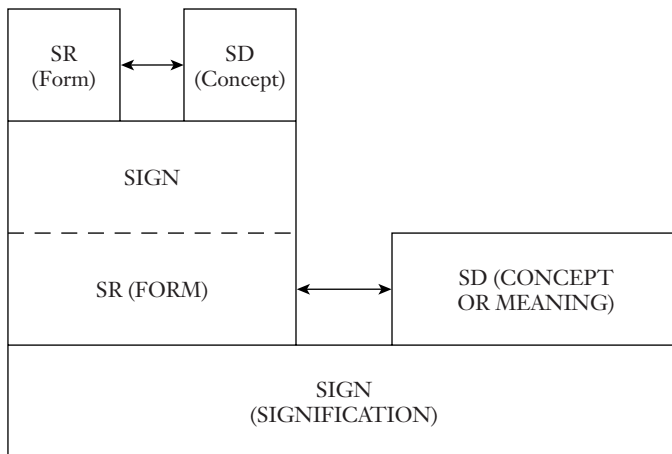 SR
(Form)
SD
(Concept)
SIGN
SR (FORM)
SD (CONCEPT
OR MEANING)
SIGN
(SIGNIFICATION)